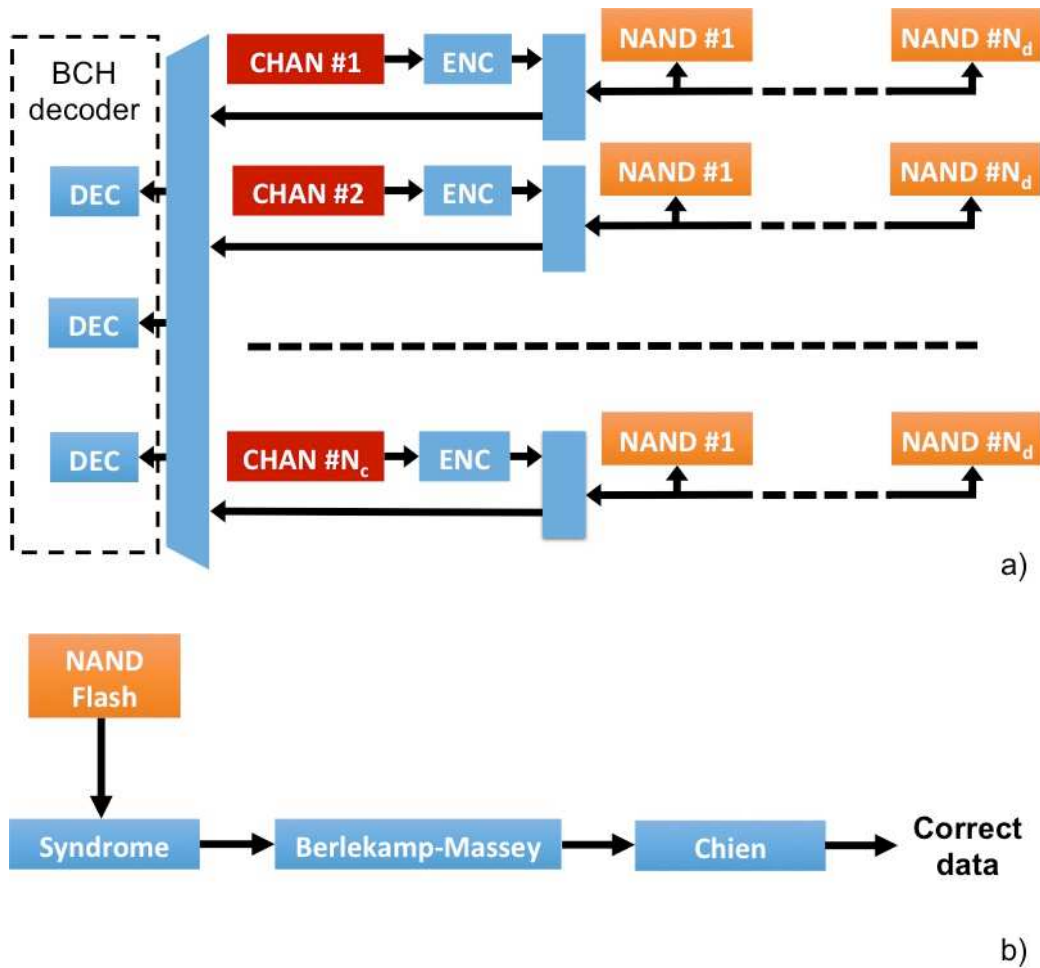 BCH
decoder
CHAN #1
ENC
NAND #1
NAND #Nd
DEC
CHAN #2
ENC
NAND #1
NAND #Nd
DEC
DEC
CHAN #Nc
ENC
NAND #1
NAND #Nd
a)
NAND
Flash
Syndrome
Berlekamp-Massey
Chien
Correct
data
b)